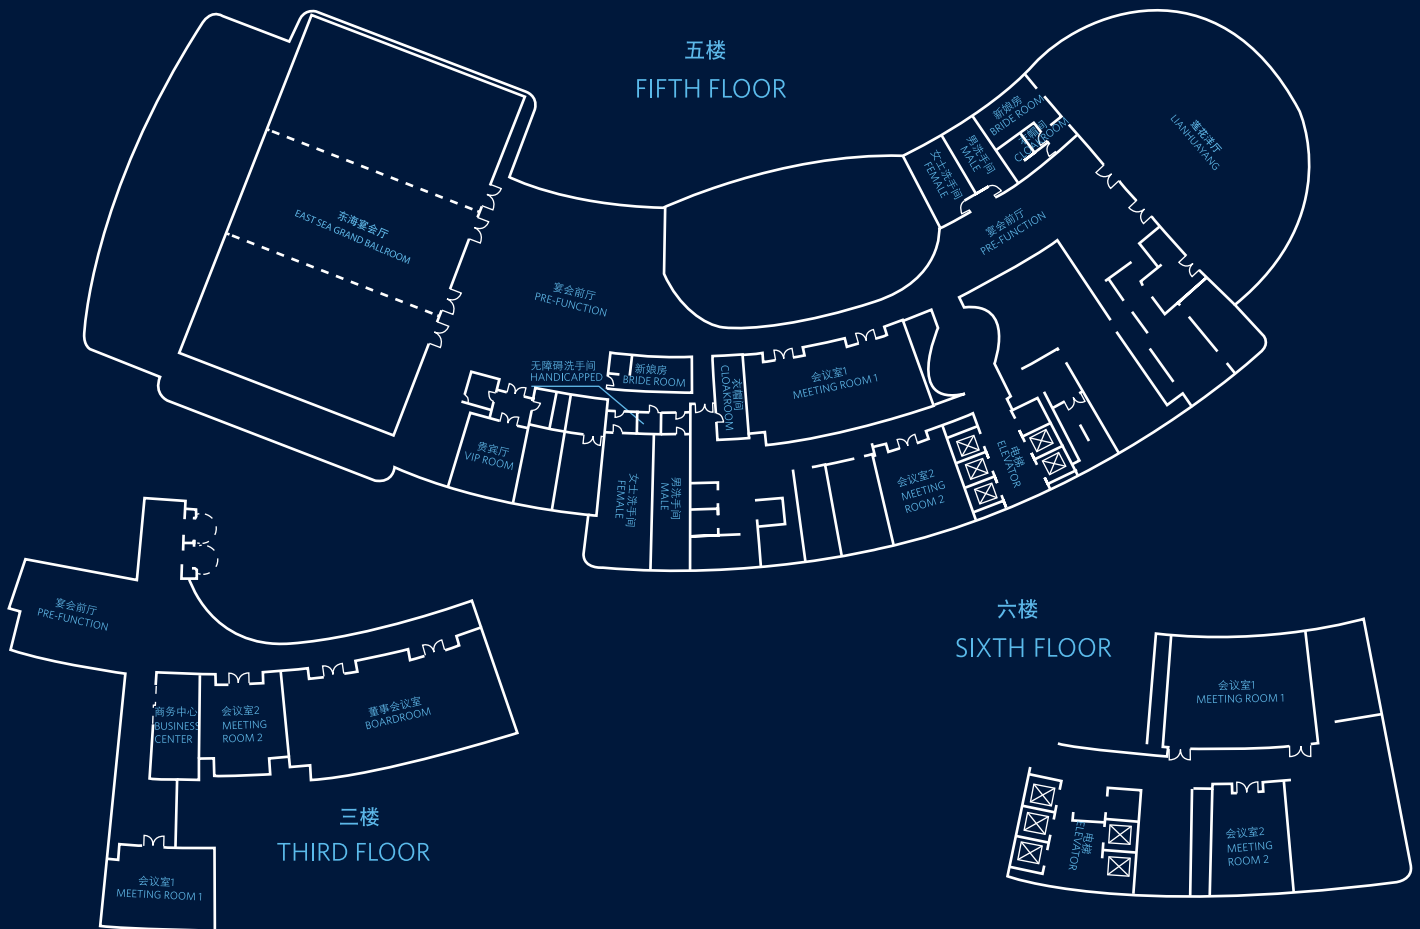 五楼
FIFTH FLOOR
东海宴会厅
EAST SEA GRAND BALLROOM
宴会前厅
PRE-FUNCTION
无障碍洗手间
HANDICAPPED
新娘房
BRIDE ROOM
衣帽间
CLOAKROOM
会议室1
MEETING ROOM 1
贵宾厅
VIP ROOM
女士洗手间
FEMALE
男洗手间
MALE
会议室2
MEETING
ROOM 2
电梯
ELEVATOR
女士洗手间
FEMALE
男洗手间
MALE
新娘房
BRIDE ROOM
衣帽间
CLOAKROOM
宴会前厅
PRE-FUNCTION
莲花洋厅
LIANHUAYANG
宴会前厅
PRE-FUNCTION
商务中心
BUSINESS
CENTER
会议室2
MEETING
ROOM 2
董事会议室
BOARDROOM
会议室1
MEETING ROOM 1
三楼
THIRD FLOOR
六楼
SIXTH FLOOR
会议室1
MEETING ROOM 1
电梯
ELEVATOR
会议室2
MEETING
ROOM 2